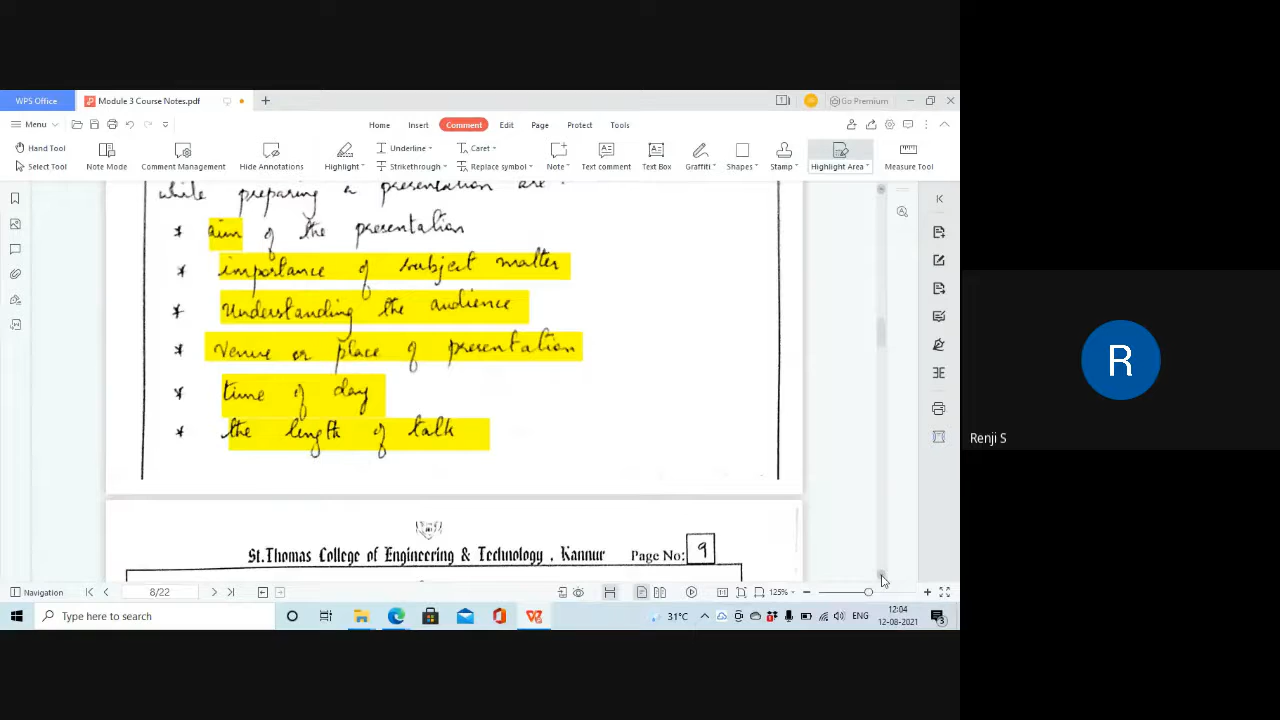 WPS Office
Module 3 Course Notes.pdf
Go Premium
Menu
Home Insert Comment Edit Page Protect Tools
Hand Tool
Select Tool
Note Mode
Comment Management
Hide Annotations
Highlight
Underline
Strikethrough
Caret
Replace symbol
Note
Text comment
Text Box
Graffiti
Shapes
Stamp
Highlight Area
Measure Tool
while preparing a presentation are :
* aim of the presentation
* importance of subject matter
* Understanding the audience
* Venue or place of presentation
* time of day
* the length of talk
St.Thomas College of Engineering & Technology . Kannur Page No: 9
Navigation
8/22
125%
Type here to search
31°C
ENG
12:04
12-08-2021
3
R
Renji S